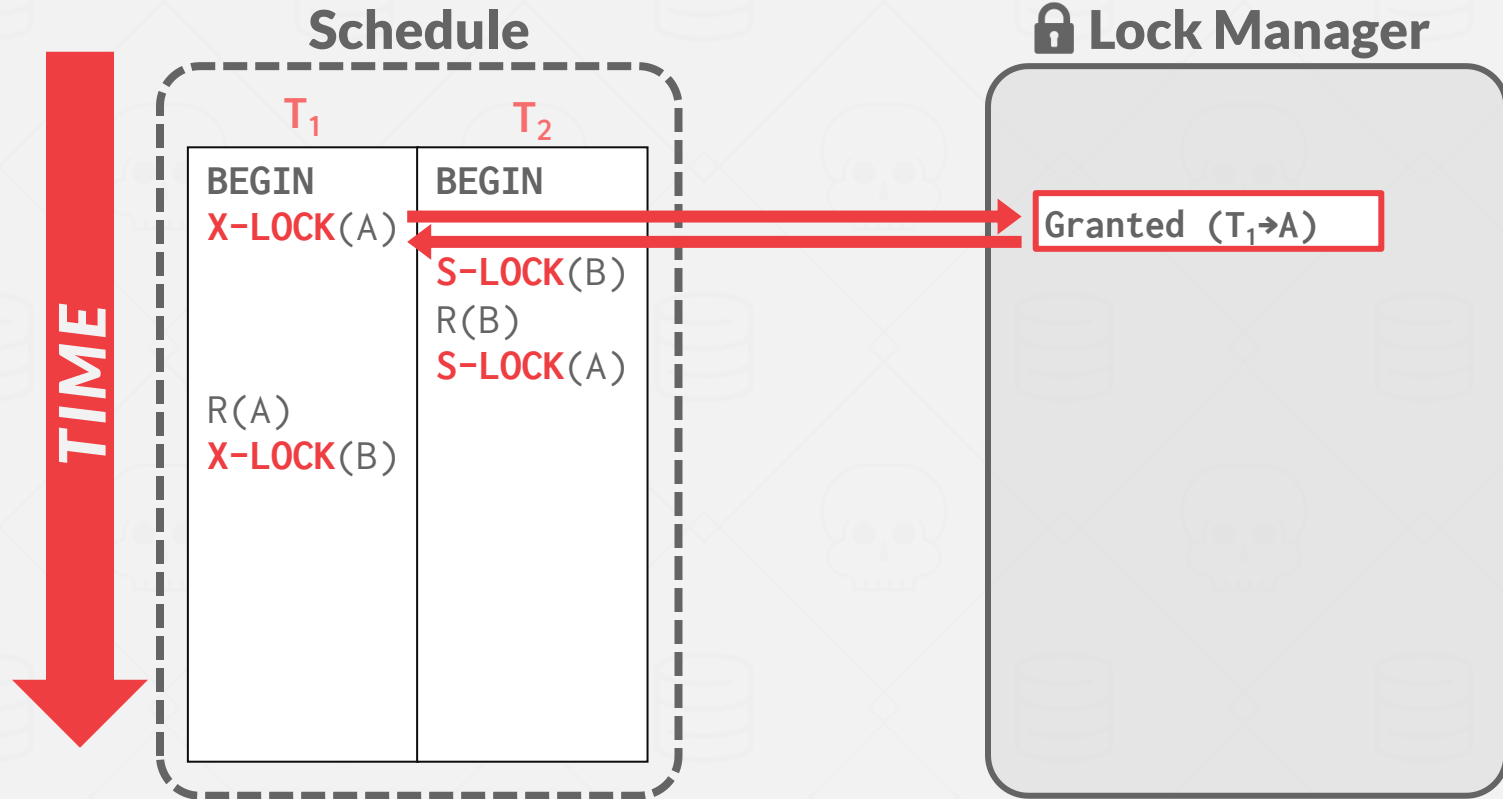 Schedule
Lock Manager
TIME
T₁ T₂
BEGIN BEGIN
X-LOCK(A)
Granted (T₁→A)
S-LOCK(B)
R(B)
S-LOCK(A)
R(A)
X-LOCK(B)